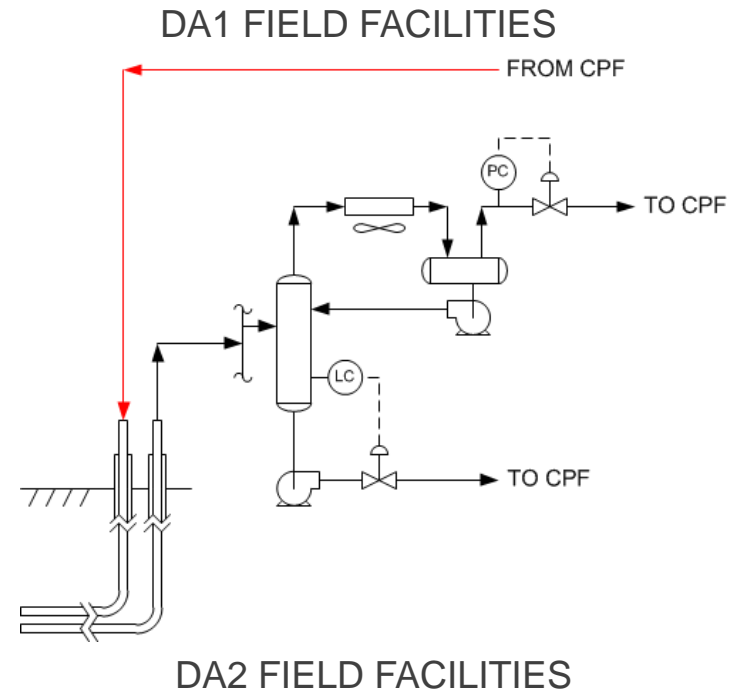 DA1 FIELD FACILITIES
FROM CPF
PC
TO CPF
LC
TO CPF
DA2 FIELD FACILITIES